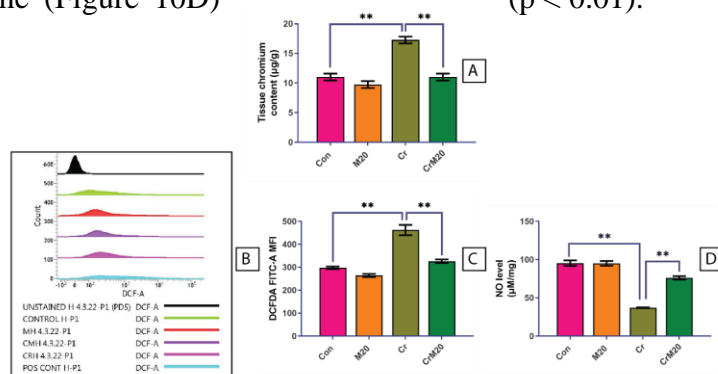 ne (Figure 10D) (p < 0.01).
Tissue chromium
content (µg/g)
20
15
10
5
0
**
**
Con
M20
Cr
CrM20
A
Count
600
400
300
200
100
0
DCF-A
UNSTAINED H 4.3.22-P1 (PDS) DCF-A
CONTROL H-P1 DCF-A
MH 4.3.22-P1 DCF-A
CMH 4.3.22-P1 DCF-A
CRH 4.3.22-P1 DCF-A
POS CONT H-P1 DCF-A
B
DCFDA FITC-A MFI
500
400
300
200
100
0
**
**
Con
M20
Cr
CrM20
C
NO level
(µM/mg)
150
100
50
0
**
**
Con
M20
Cr
CrM20
D